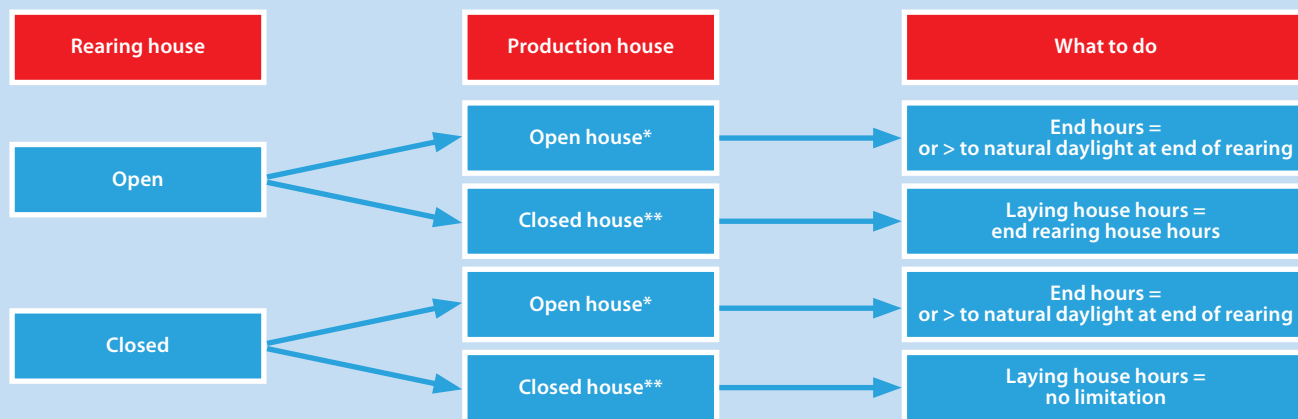 Rearing house
Production house
What to do
Open
Open house*
End hours =
or > to natural daylight at end of rearing
Closed house**
Laying house hours =
end rearing house hours
Closed
Open house*
End hours =
or > to natural daylight at end of rearing
Closed house**
Laying house hours =
no limitation